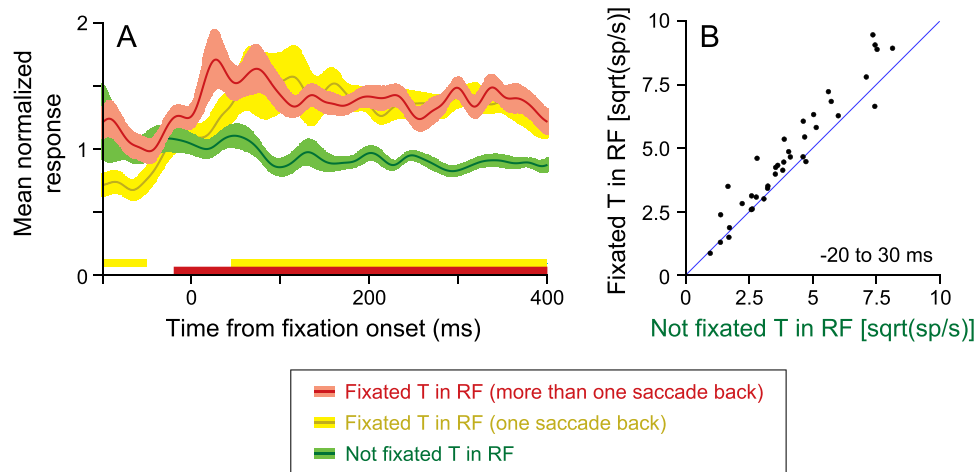 A
2
1
0
Mean normalized
response
0
200
400
Time from fixation onset (ms)
B
10
7.5
5.0
2.5
0
Fixated T in RF [sqrt(sp/s)]
-20 to 30 ms
0
2.5
5
7.5
10
Not fixated T in RF [sqrt(sp/s)]
Fixated T in RF (more than one saccade back)
Fixated T in RF (one saccade back)
Not fixated T in RF